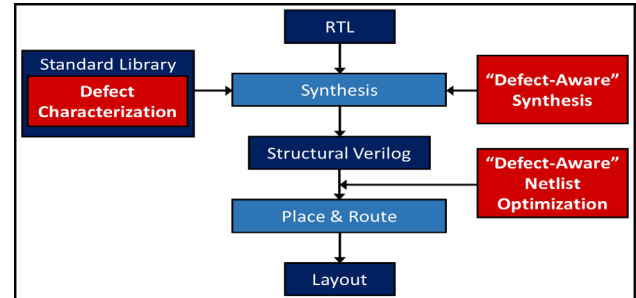 RTL
Standard Library
Defect
Characterization
Synthesis
“Defect-Aware”
Synthesis
Structural Verilog
“Defect-Aware”
Netlist
Optimization
Place & Route
Layout